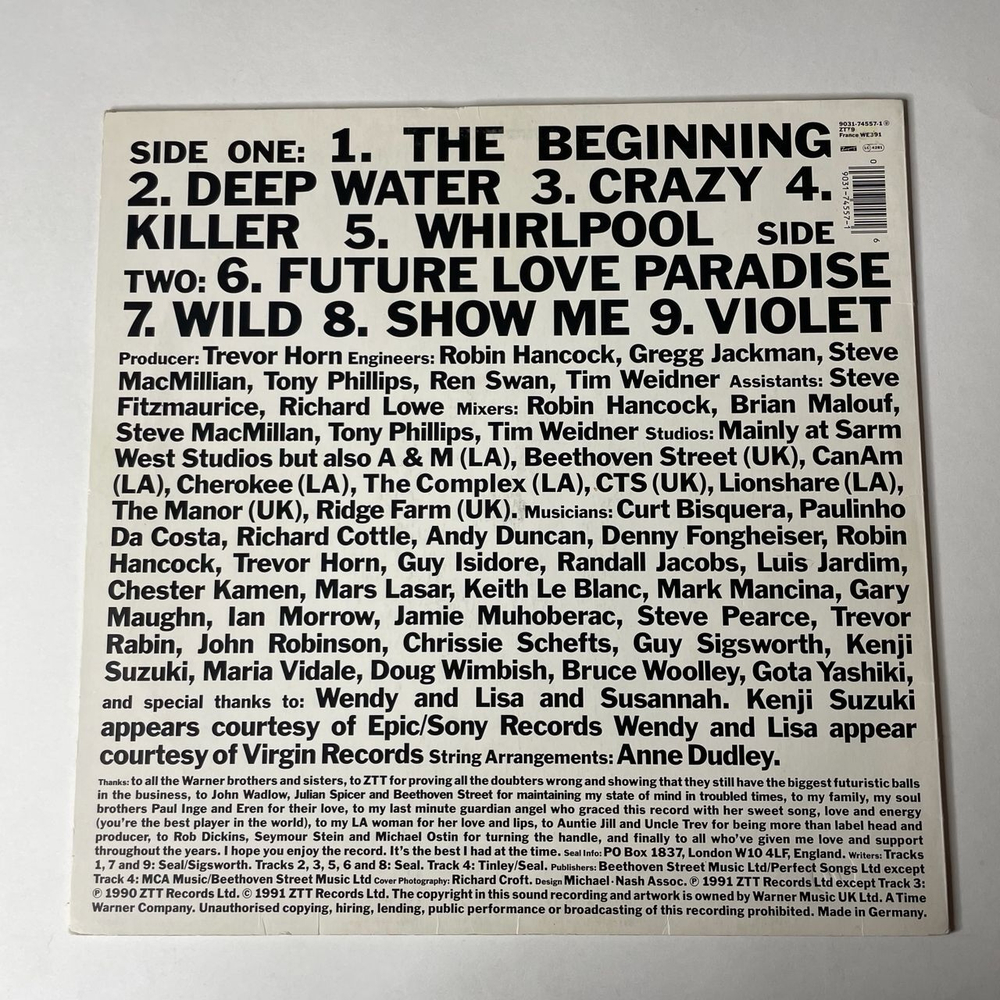 SIDE ONE: 1. THE BEGINNING
2. DEEP WATER 3. CRAZY 4.
KILLER 5. WHIRLPOOL SIDE
TWO: 6. FUTURE LOVE PARADISE
7. WILD 8. SHOW ME 9. VIOLET
9031-74557-1
ZTT9
France WE391
LC 4281
0
9031-74557-1
6
Producer: Trevor Horn Engineers: Robin Hancock, Gregg Jackman, Steve
MacMillian, Tony Phillips, Ren Swan, Tim Weidner Assistants: Steve
Fitzmaurice, Richard Lowe Mixers: Robin Hancock, Brian Malouf,
Steve MacMillan, Tony Phillips, Tim Weidner Studios: Mainly at Sarm
West Studios but also A & M (LA), Beethoven Street (UK), CanAm
(LA), Cherokee (LA), The Complex (LA), CTS (UK), Lionshare (LA),
The Manor (UK), Ridge Farm (UK). Musicians: Curt Bisquera, Paulinho
Da Costa, Richard Cottle, Andy Duncan, Denny Fongheiser, Robin
Hancock, Trevor Horn, Guy Isidore, Randall Jacobs, Luis Jardim,
Chester Kamen, Mars Lasar, Keith Le Blanc, Mark Mancina, Gary
Maughn, Ian Morrow, Jamie Muhoberac, Steve Pearce, Trevor
Rabin, John Robinson, Chrissie Schefts, Guy Sigsworth, Kenji
Suzuki, Maria Vidale, Doug Wimbish, Bruce Woolley, Gota Yashiki,
and special thanks to: Wendy and Lisa and Susannah. Kenji Suzuki
appears courtesy of Epic/Sony Records Wendy and Lisa appear
courtesy of Virgin Records String Arrangements: Anne Dudley.
Thanks: to all the Warner brothers and sisters, to ZTT for proving all the doubters wrong and showing that they still have the biggest futuristic balls
in the business, to John Wadlow, Julian Spicer and Beethoven Street for maintaining my state of mind in troubled times, to my family, my soul
brothers Paul Inge and Eren for their love, to my last minute guardian angel who graced this record with her sweet song, love and energy
(you're the best player in the world), to my LA woman for her love and lips, to Auntie Jill and Uncle Trev for being more than label head and
producer, to Rob Dickins, Seymour Stein and Michael Ostin for turning the handle, and finally to all who've given me love and support
throughout the years. I hope you enjoy the record. It's the best I had at the time. Seal Info: PO Box 1837, London W10 4LF, England. Writers: Tracks
1, 7 and 9: Seal/Sigsworth. Tracks 2, 3, 5, 6 and 8: Seal. Track 4: Tinley/Seal. Publishers: Beethoven Street Music Ltd/Perfect Songs Ltd except
Track 4: MCA Music/Beethoven Street Music Ltd Cover Photography: Richard Croft. Design Michael·Nash Assoc. ℗ 1991 ZTT Records Ltd except Track 3:
℗ 1990 ZTT Records Ltd. © 1991 ZTT Records Ltd. The copyright in this sound recording and artwork is owned by Warner Music UK Ltd. A Time
Warner Company. Unauthorised copying, hiring, lending, public performance or broadcasting of this recording prohibited. Made in Germany.